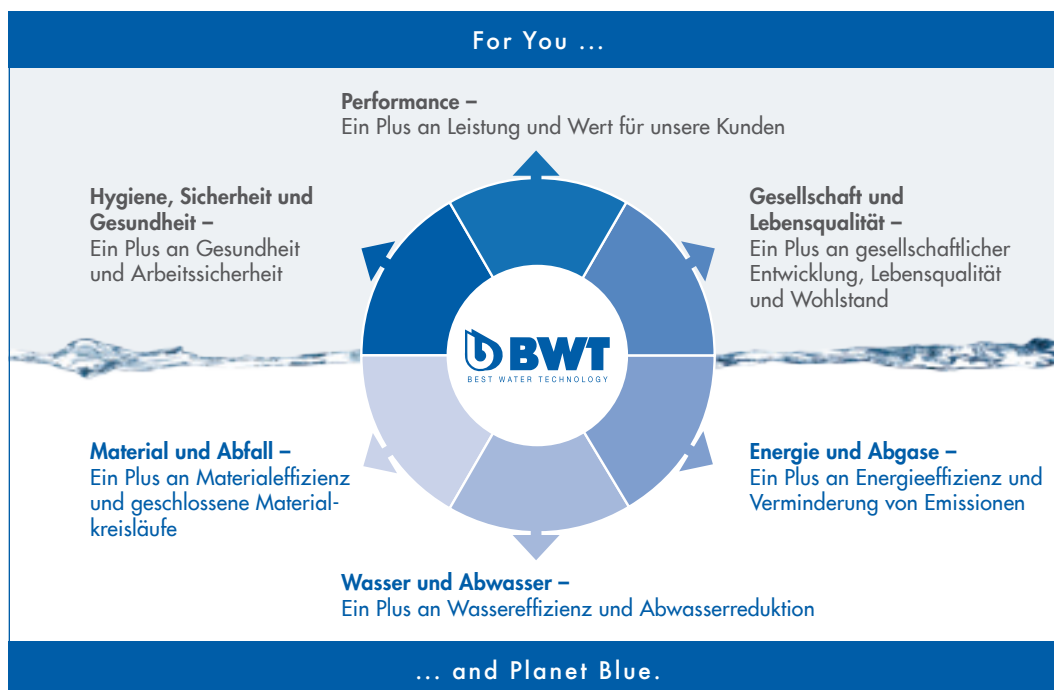 For You ...
Performance –
Ein Plus an Leistung und Wert für unsere Kunden
Hygiene, Sicherheit und
Gesundheit –
Ein Plus an Gesundheit
und Arbeitssicherheit
Gesellschaft und
Lebensqualität –
Ein Plus an gesellschaftlicher
Entwicklung, Lebensqualität
und Wohlstand
BWT
BEST WATER TECHNOLOGY
Material und Abfall –
Ein Plus an Materialeffizienz
und geschlossene Material-
kreisläufe
Energie und Abgase –
Ein Plus an Energieeffizienz und
Verminderung von Emissionen
Wasser und Abwasser –
Ein Plus an Wassereffizienz und Abwasserreduktion
... and Planet Blue.